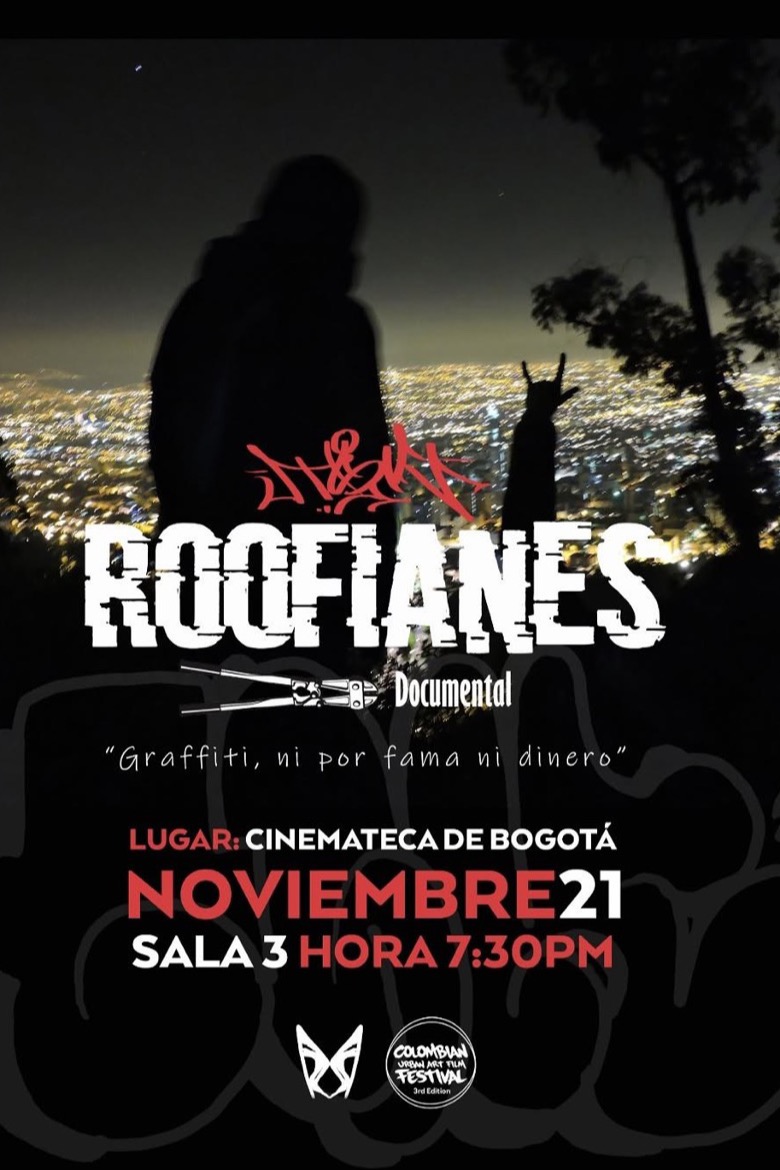 ROOFIANES
Documental
“Graffiti, ni por fama ni dinero”
LUGAR: CINEMATECA DE BOGOTÁ
NOVIEMBRE21
SALA 3 HORA 7:30PM
COLOMBIAN
URBAN ART FILM
FESTIVAL
3rd Edition